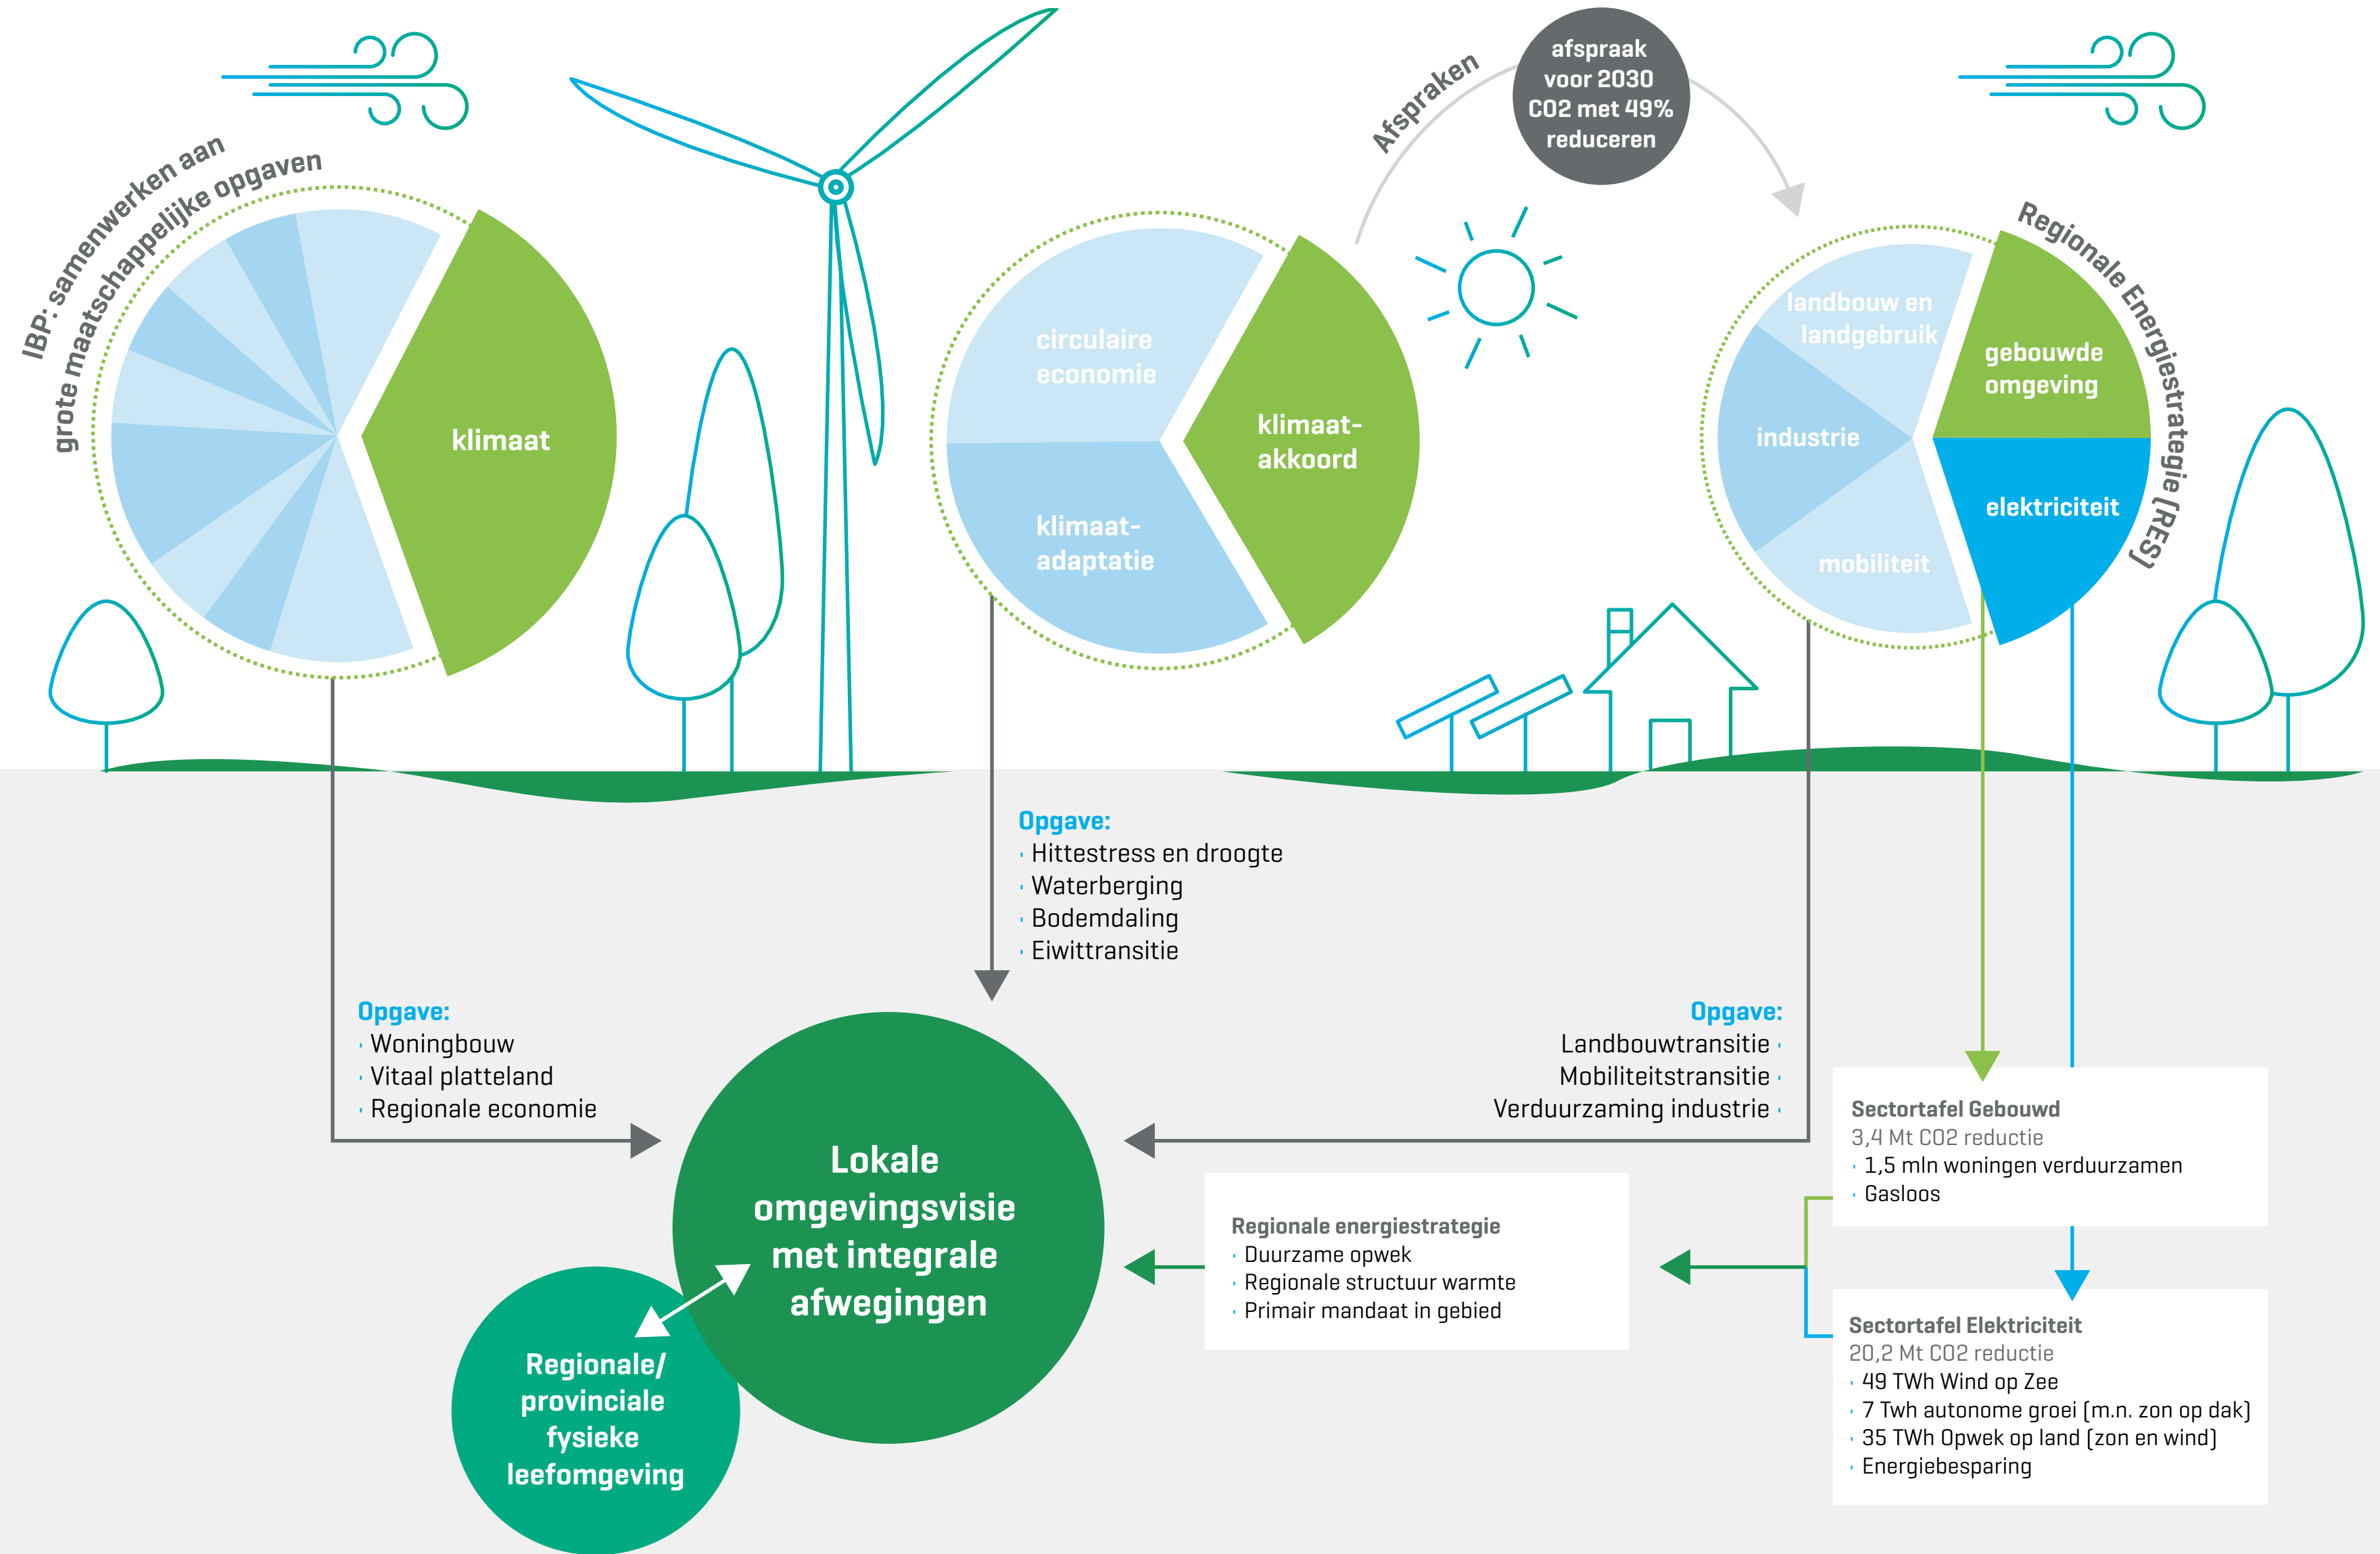 IBP: samenwerken aan
grote maatschappelijke opgaven
klimaat
circulaire
economie
klimaat-
adaptatie
klimaat-
akkoord
Afspraken
afspraak
voor 2030
CO2 met 49%
reduceren
Regionale Energiestrategie (RES)
landbouw en
landgebruik
industrie
mobiliteit
gebouwde
omgeving
elektriciteit
Opgave:
· Hittestress en droogte
· Waterberging
· Bodemdaling
· Eiwittransitie
Opgave:
· Woningbouw
· Vitaal platteland
· Regionale economie
Opgave:
Landbouwtransitie ·
Mobiliteitstransitie ·
Verduurzaming industrie ·
Lokale
omgevingsvisie
met integrale
afwegingen
Regionale/
provinciale
fysieke
leefomgeving
Regionale energiestrategie
· Duurzame opwek
· Regionale structuur warmte
· Primair mandaat in gebied
Sectortafel Gebouwd
3,4 Mt CO2 reductie
· 1,5 mln woningen verduurzamen
· Gasloos
Sectortafel Elektriciteit
20,2 Mt CO2 reductie
· 49 TWh Wind op Zee
· 7 Twh autonome groei (m.n. zon op dak)
· 35 TWh Opwek op land (zon en wind)
· Energiebesparing